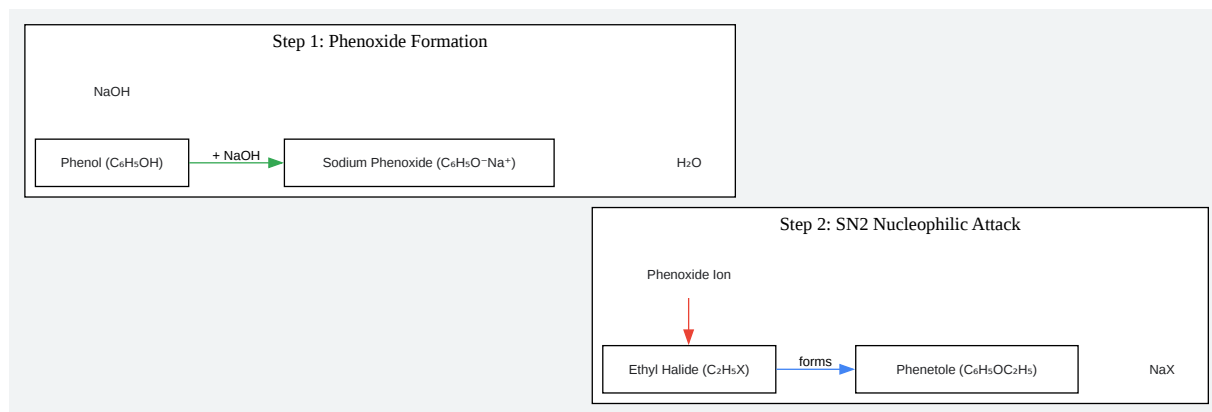 Step 1: Phenoxide Formation
NaOH
Phenol (C₆H₅OH)
+ NaOH
Sodium Phenoxide (C₆H₅O⁻Na⁺)
H₂O
Step 2: SN2 Nucleophilic Attack
Phenoxide Ion
Ethyl Halide (C₂H₅X)
forms
Phenetole (C₆H₅OC₂H₅)
NaX